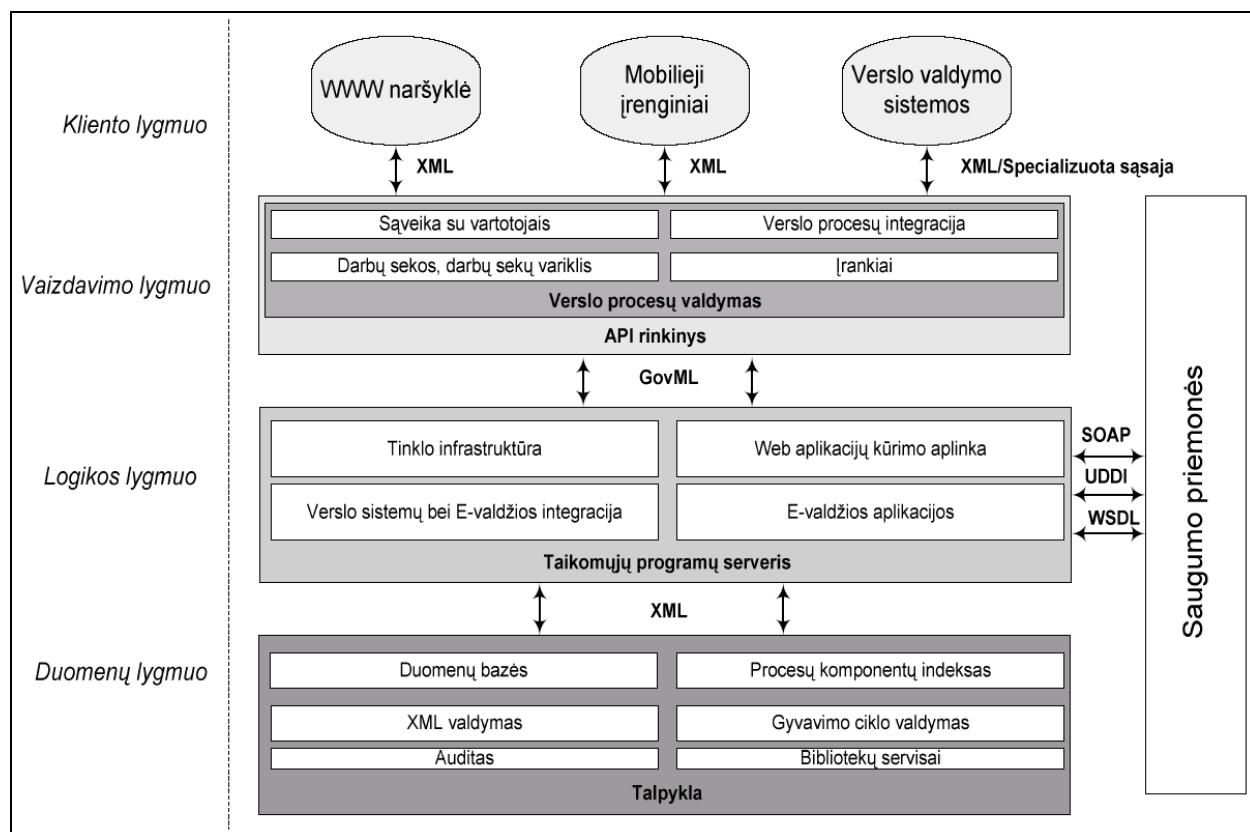 Kliento lygmuo
WWW naršyklė
Mobilieji
įrenginiai
Verslo valdymo
sistemos
XML
XML
XML/Specializuota sąsaja
Vaizdavimo lygmuo
Sąveika su vartotojais
Verslo procesų integracija
Darbų sekos, darbų sekų variklis
Įrankiai
Verslo procesų valdymas
API rinkinys
GovML
Logikos lygmuo
Tinklo infrastruktūra
Web aplikacijų kūrimo aplinka
Verslo sistemų bei E-valdžios integracija
E-valdžios aplikacijos
Taikomųjų programų serveris
SOAP
UDDI
WSDL
Saugumo priemonės
XML
Duomenų lygmuo
Duomenų bazės
Procesų komponentų indeksas
XML valdymas
Gyvavimo ciklo valdymas
Auditas
Bibliotekų servisai
Talpykla